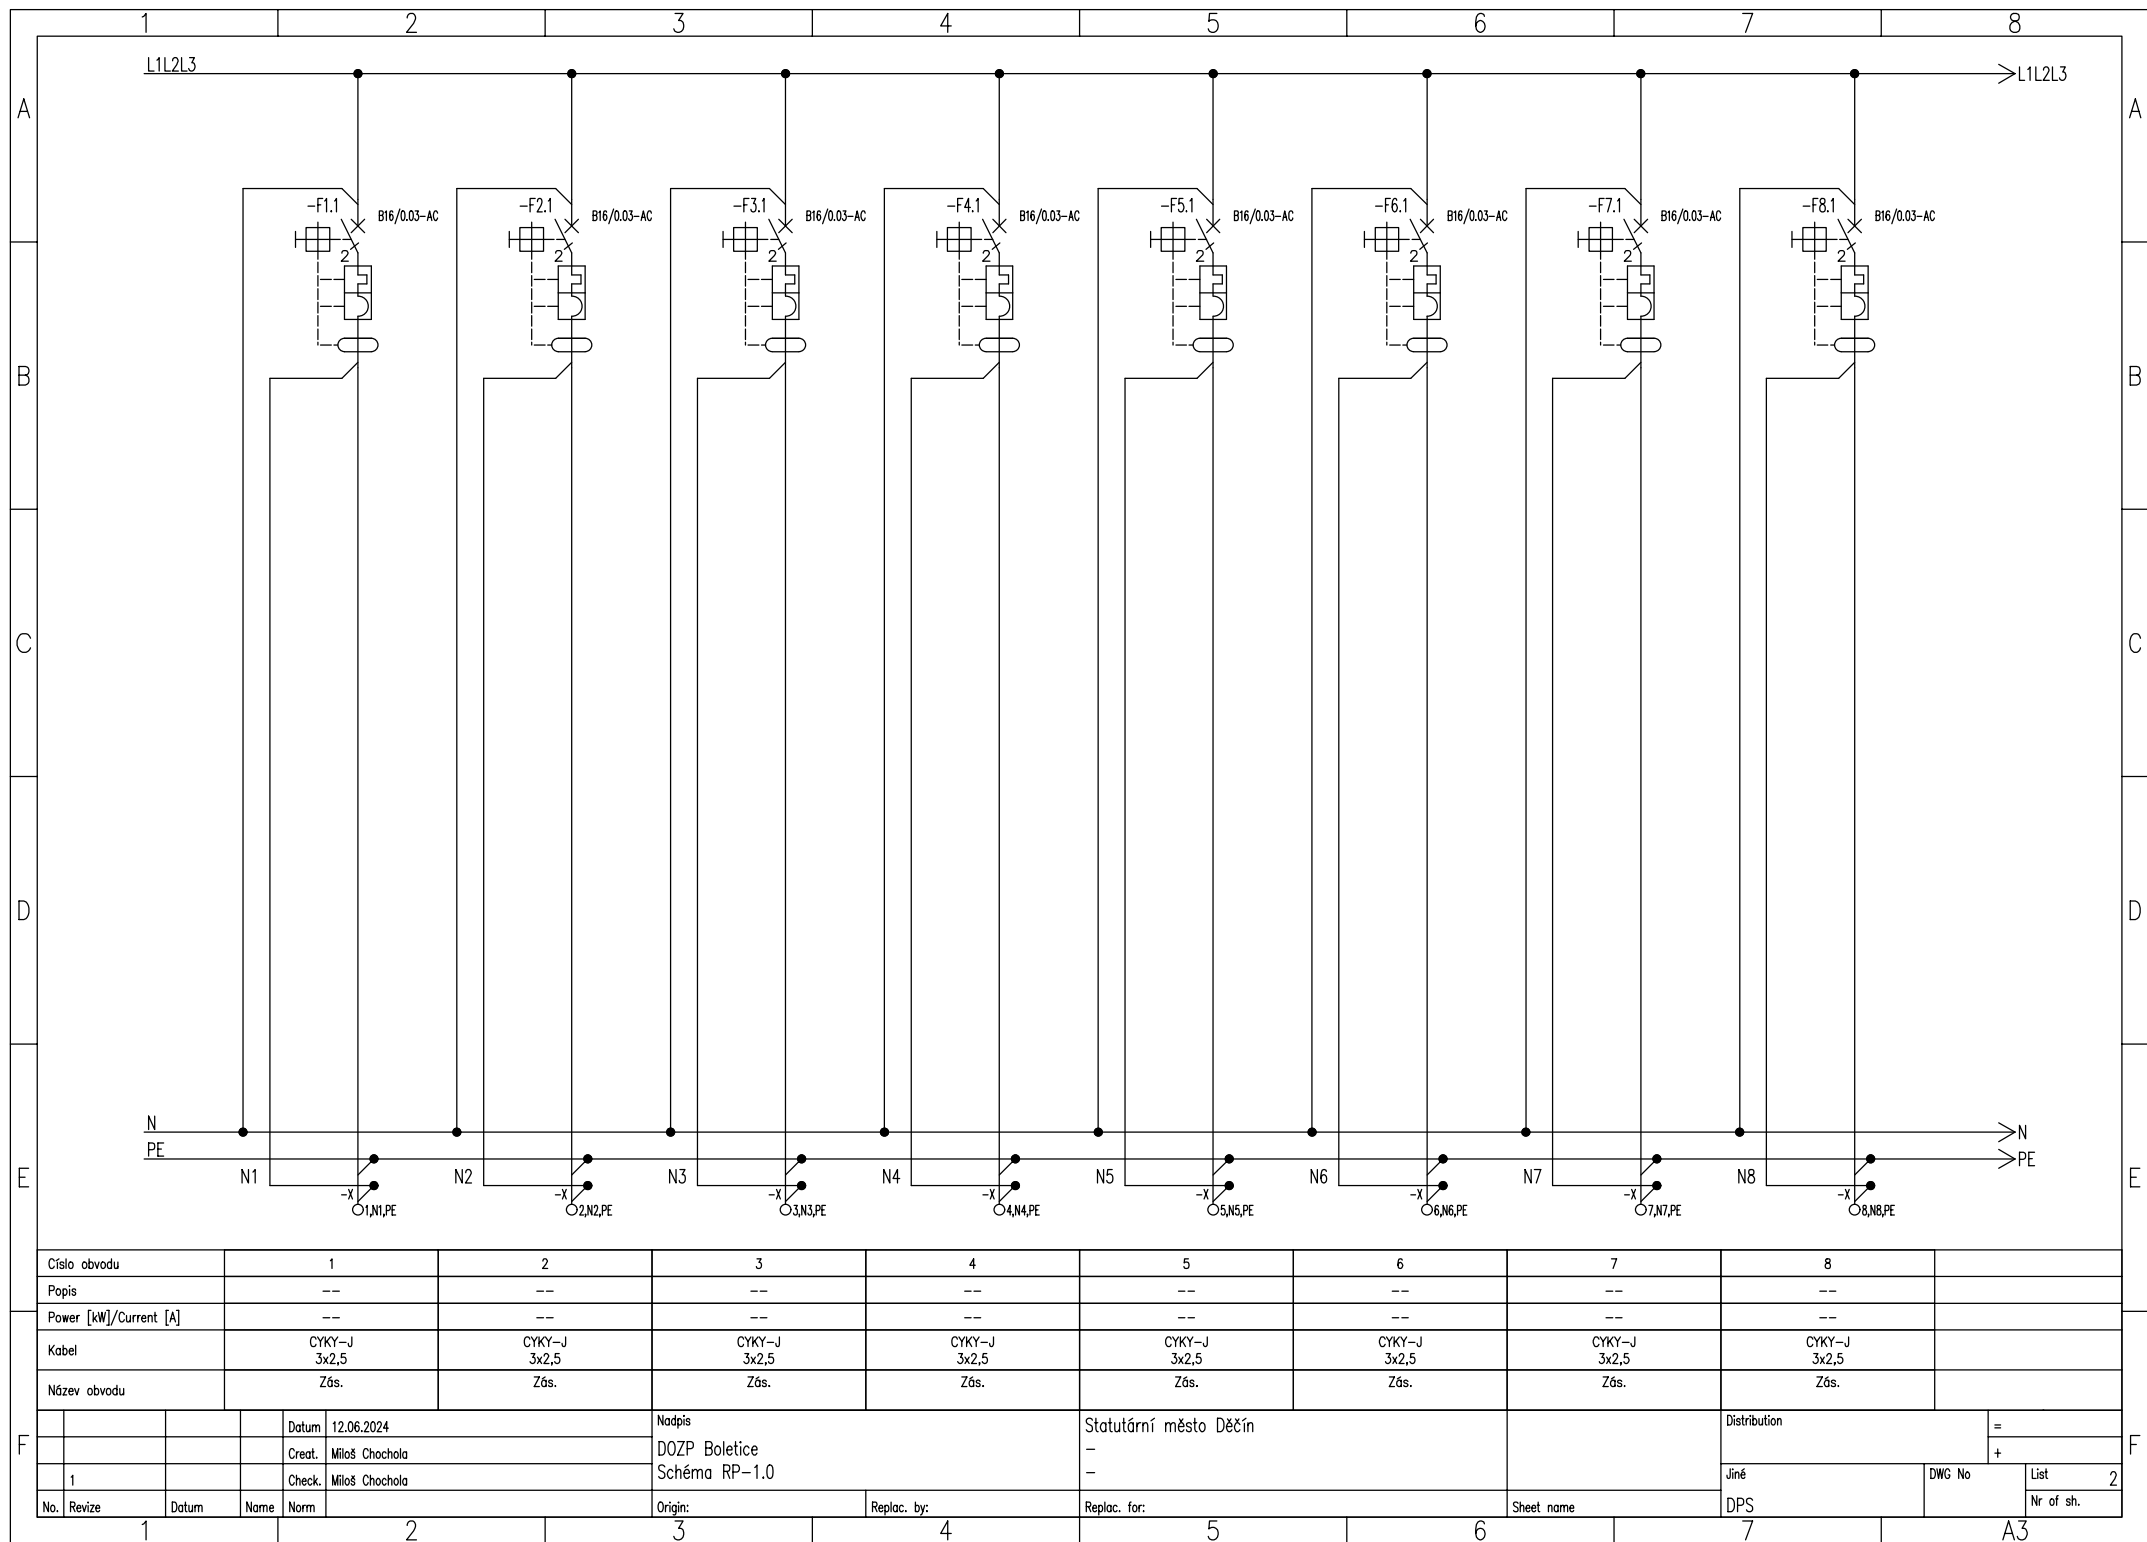 1 2 3 4 5 6 7 8
L1L2L3 L1L2L3
A A
-F1.1 B16/0.03-AC -F2.1 B16/0.03-AC -F3.1 B16/0.03-AC -F4.1 B16/0.03-AC -F5.1 B16/0.03-AC -F6.1 B16/0.03-AC -F7.1 B16/0.03-AC -F8.1 B16/0.03-AC
2 2 2 2 2 2 2 2
B B
C C
D D
N N
PE PE
E N1 N2 N3 N4 N5 N6 N7 N8 E
-X -X -X -X -X -X -X -X
1,N1,PE 2,N2,PE 3,N3,PE 4,N4,PE 5,N5,PE 6,N6,PE 7,N7,PE 8,N8,PE
Císlo obvodu 1 2 3 4 5 6 7 8
Popis -- -- -- -- -- -- -- --
Power [kW]/Current [A] -- -- -- -- -- -- -- --
Kabel CYKY-J CYKY-J CYKY-J CYKY-J CYKY-J CYKY-J CYKY-J CYKY-J
3x2,5 3x2,5 3x2,5 3x2,5 3x2,5 3x2,5 3x2,5 3x2,5
Název obvodu Zás. Zás. Zás. Zás. Zás. Zás. Zás. Zás.
Datum 12.06.2024 Nadpis Statutární město Děčín Distribution =
F Creat. Miloš Chochola DOZP Boletice - + F
1 Check. Miloš Chochola Schéma RP-1.0 - Jiné DWG No List 2
No. Revize Datum Name Norm Origin: Replac. by: Replac. for: Sheet name DPS Nr of sh.
1 2 3 4 5 6 7 A3